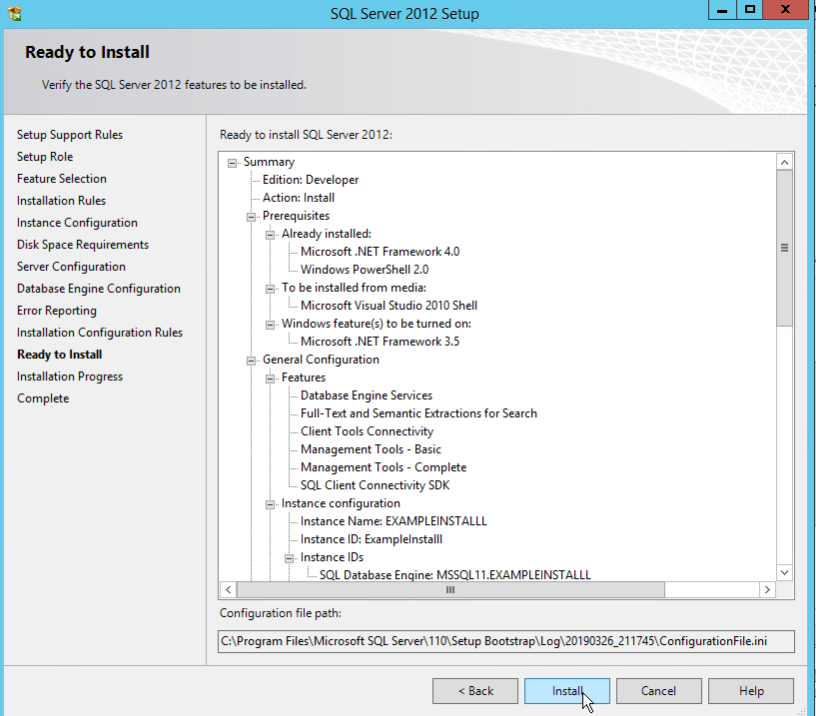 SQL Server 2012 Setup
Ready to Install
Verify the SQL Server 2012 features to be installed.
Setup Support Rules
Setup Role
Feature Selection
Installation Rules
Instance Configuration
Disk Space Requirements
Server Configuration
Database Engine Configuration
Error Reporting
Installation Configuration Rules
Ready to Install
Installation Progress
Complete
Ready to install SQL Server 2012:
Summary
Edition: Developer
Action: Install
Prerequisites
Already installed:
Microsoft .NET Framework 4.0
Windows PowerShell 2.0
To be installed from media:
Microsoft Visual Studio 2010 Shell
Windows feature(s) to be turned on:
Microsoft .NET Framework 3.5
General Configuration
Features
Database Engine Services
Full-Text and Semantic Extractions for Search
Client Tools Connectivity
Management Tools - Basic
Management Tools - Complete
SQL Client Connectivity SDK
Instance configuration
Instance Name: EXAMPLEINSTALLL
Instance ID: ExampleInstalll
Instance IDs
SQL Database Engine: MSSQL11.EXAMPLEINSTALLL
Configuration file path:
C:\Program Files\Microsoft SQL Server\110\Setup Bootstrap\Log\20190326_211745\ConfigurationFile.ini
< Back
Install
Cancel
Help